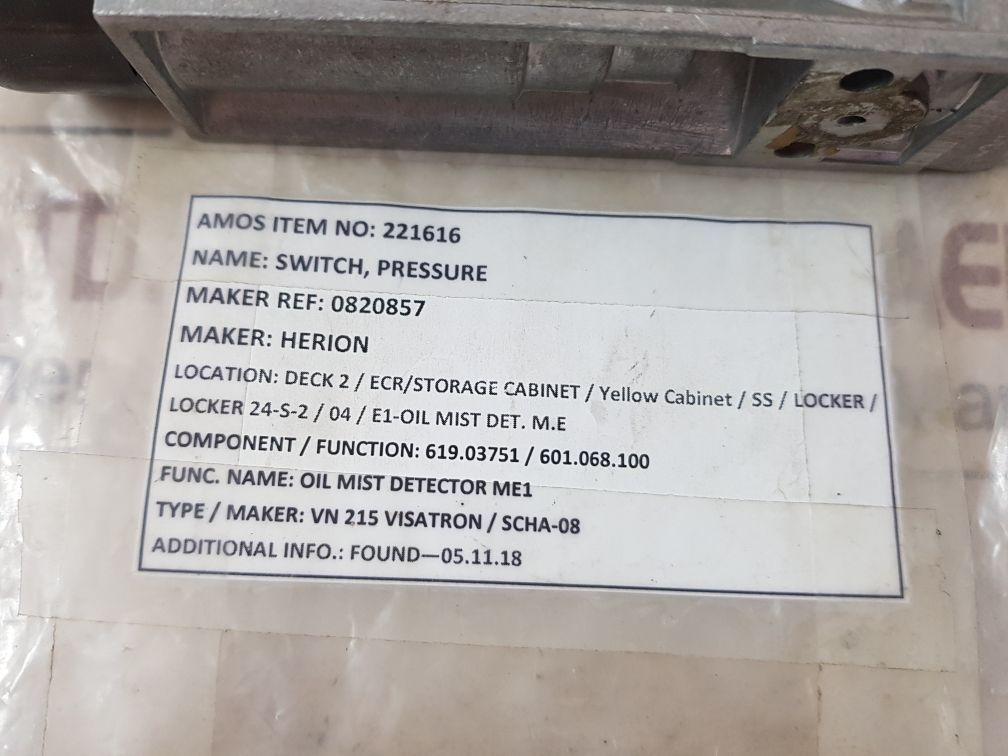 AMOS ITEM NO: 221616
NAME: SWITCH, PRESSURE
MAKER REF: 0820857
MAKER: HERION
LOCATION: DECK 2 / ECR/STORAGE CABINET / Yellow Cabinet / SS / LOCKER /
LOCKER 24-S-2 / 04 / E1-OIL MIST DET. M.E
COMPONENT / FUNCTION: 619.03751 / 601.068.100
FUNC. NAME: OIL MIST DETECTOR ME1
TYPE / MAKER: VN 215 VISATRON / SCHA-08
ADDITIONAL INFO.: FOUND—05.11.18